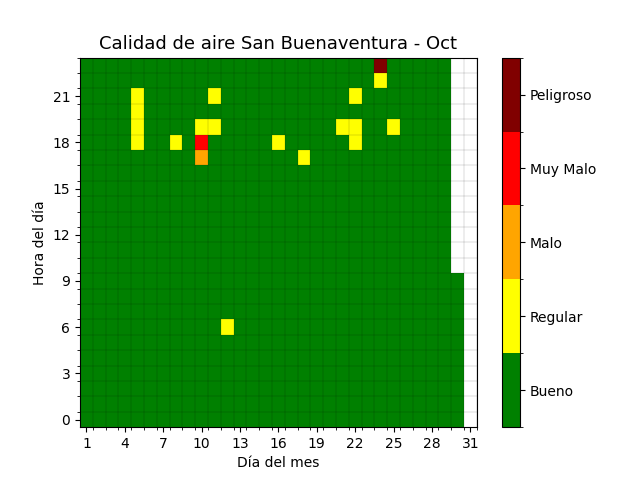 Calidad de aire San Buenaventura - Oct
Hora del día
21
18
15
12
9
6
3
0
1 4 7 10 13 16 19 22 25 28 31
Día del mes
Peligroso
Muy Malo
Malo
Regular
Bueno